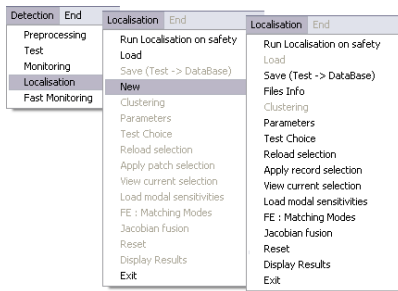 Detection End
Preprocessing
Test
Monitoring
Localisation
Fast Monitoring
Localisation End
Run Localisation on safety
Load
Save (Test -> DataBase)
New
Clustering
Parameters
Test Choice
Reload selection
Apply patch selection
View current selection
Load modal sensitivities
FE : Matching Modes
Jacobian fusion
Reset
Display Results
Exit
Localisation End
Run Localisation on safety
Load
Save (Test -> DataBase)
Files Info
Clustering
Parameters
Test Choice
Reload selection
Apply record selection
View current selection
Load modal sensitivities
FE : Matching Modes
Jacobian fusion
Reset
Display Results
Exit